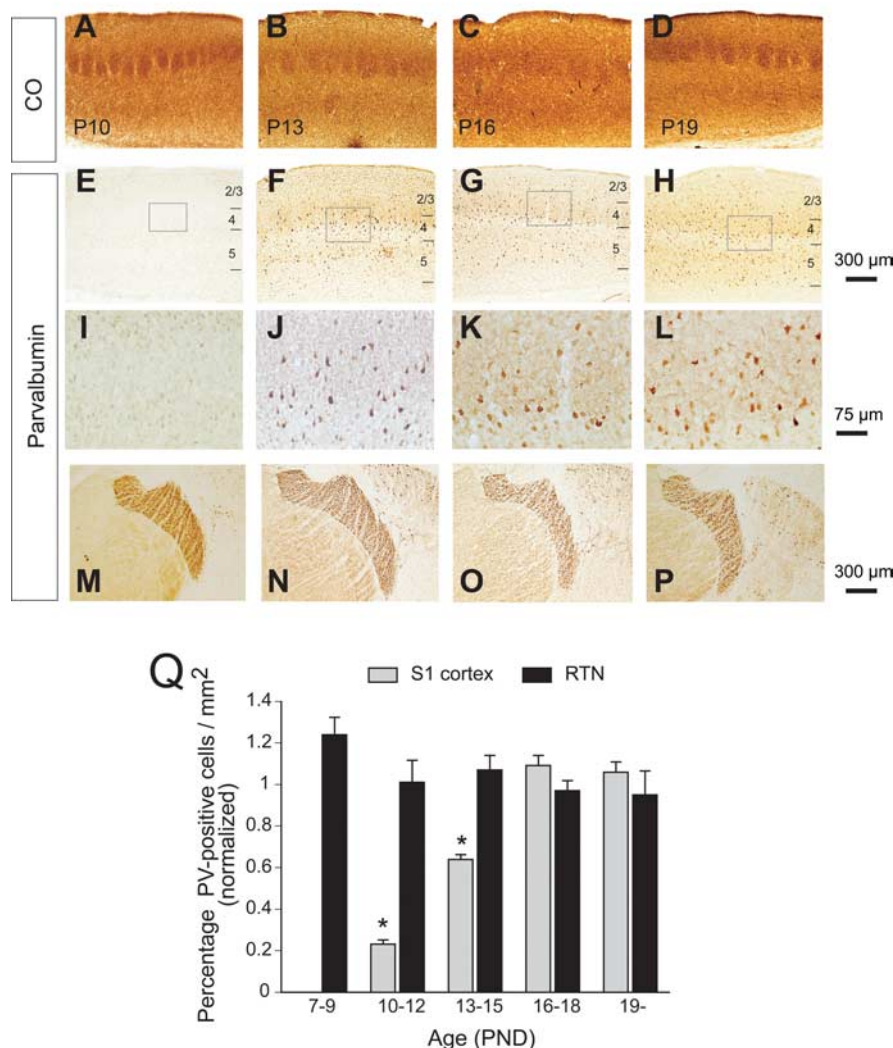 A B C D
CO
P10 P13 P16 P19
E F G H
2/3 2/3 2/3 2/3
4 4 4 4
5 5 5 5
300 µm
Parvalbumin
I J K L
75 µm
M N O P
300 µm
Q
S1 cortex RTN
Percentage PV-positive cells / mm2
(normalized)
1.4
1.2
1
0.8
0.6
0.4
0.2
0
*
*
7-9 10-12 13-15 16-18 19-
Age (PND)